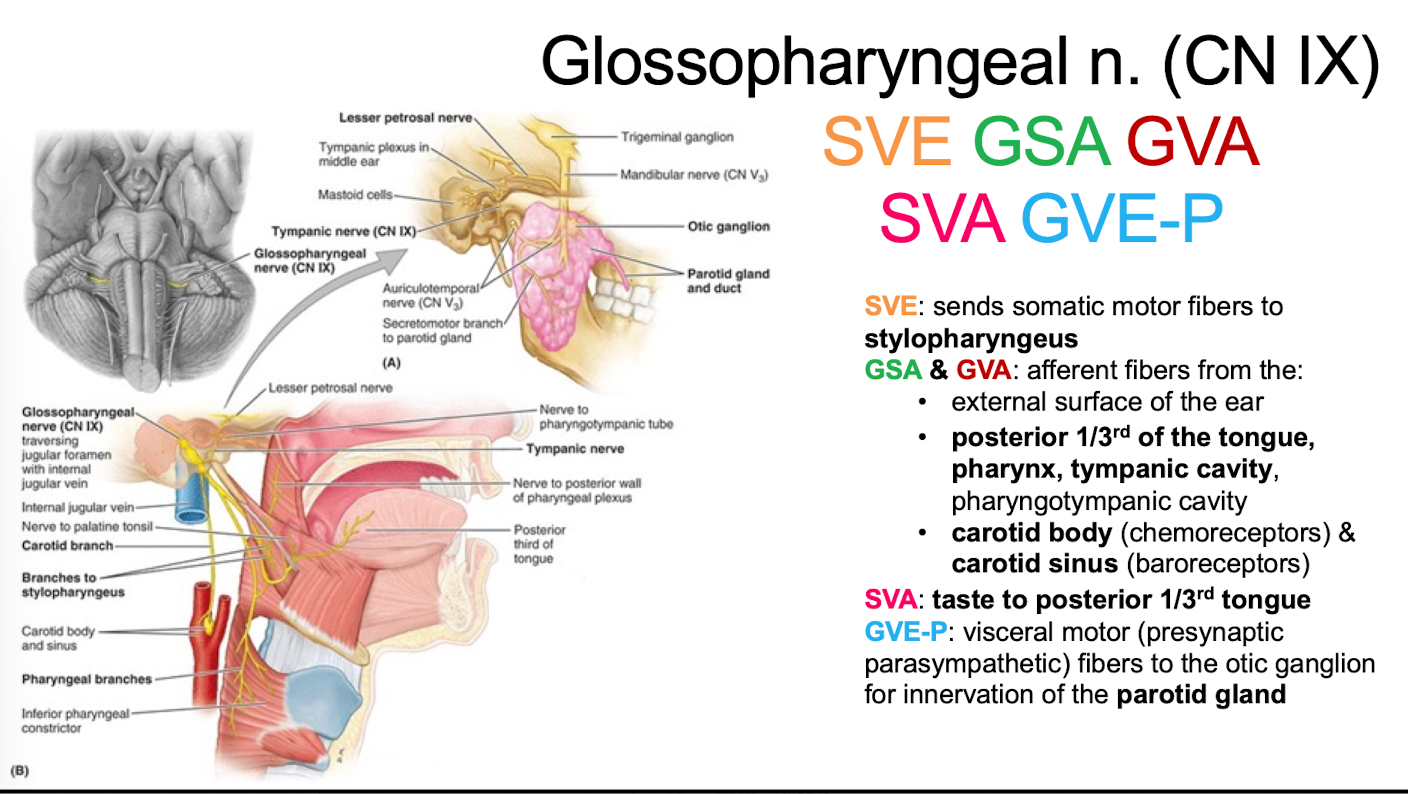 Glossopharyngeal n. (CN IX)
SVE GSA GVA
SVA GVE-P
Lesser petrosal nerve
Tympanic plexus in
middle ear
Mastoid cells
Tympanic nerve (CN IX)
Glossopharyngeal
nerve (CN IX)
Auriculotemporal
nerve (CN V3)
Secretomotor branch
to parotid gland
(A)
Trigeminal ganglion
Mandibular nerve (CN V3)
Otic ganglion
Parotid gland
and duct
Lesser petrosal nerve
Glossopharyngeal
nerve (CN IX)
traversing
jugular foramen
with internal
jugular vein
Internal jugular vein
Nerve to palatine tonsil
Carotid branch
Branches to
stylopharyngeus
Carotid body
and sinus
Pharyngeal branches
Inferior pharyngeal
constrictor
(B)
Nerve to
pharyngotympanic tube
Tympanic nerve
Nerve to posterior wall
of pharyngeal plexus
Posterior
third of
tongue
SVE: sends somatic motor fibers to
stylopharyngeus
GSA & GVA: afferent fibers from the:
• external surface of the ear
• posterior 1/3rd of the tongue,
pharynx, tympanic cavity,
pharyngotympanic cavity
• carotid body (chemoreceptors) &
carotid sinus (baroreceptors)
SVA: taste to posterior 1/3rd tongue
GVE-P: visceral motor (presynaptic
parasympathetic) fibers to the otic ganglion
for innervation of the parotid gland